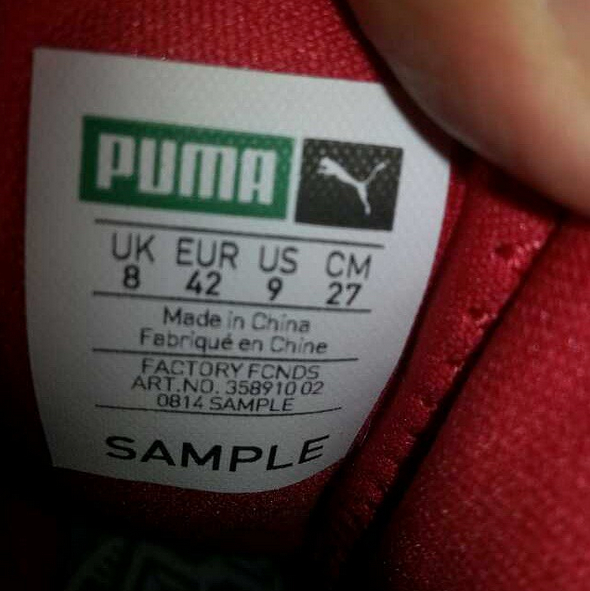 PUMA
UK EUR US CM
8 42 9 27
Made in China
Fabriqué en Chine
FACTORY FCNDS
ART.NO. 358910 02
0814 SAMPLE
SAMPLE